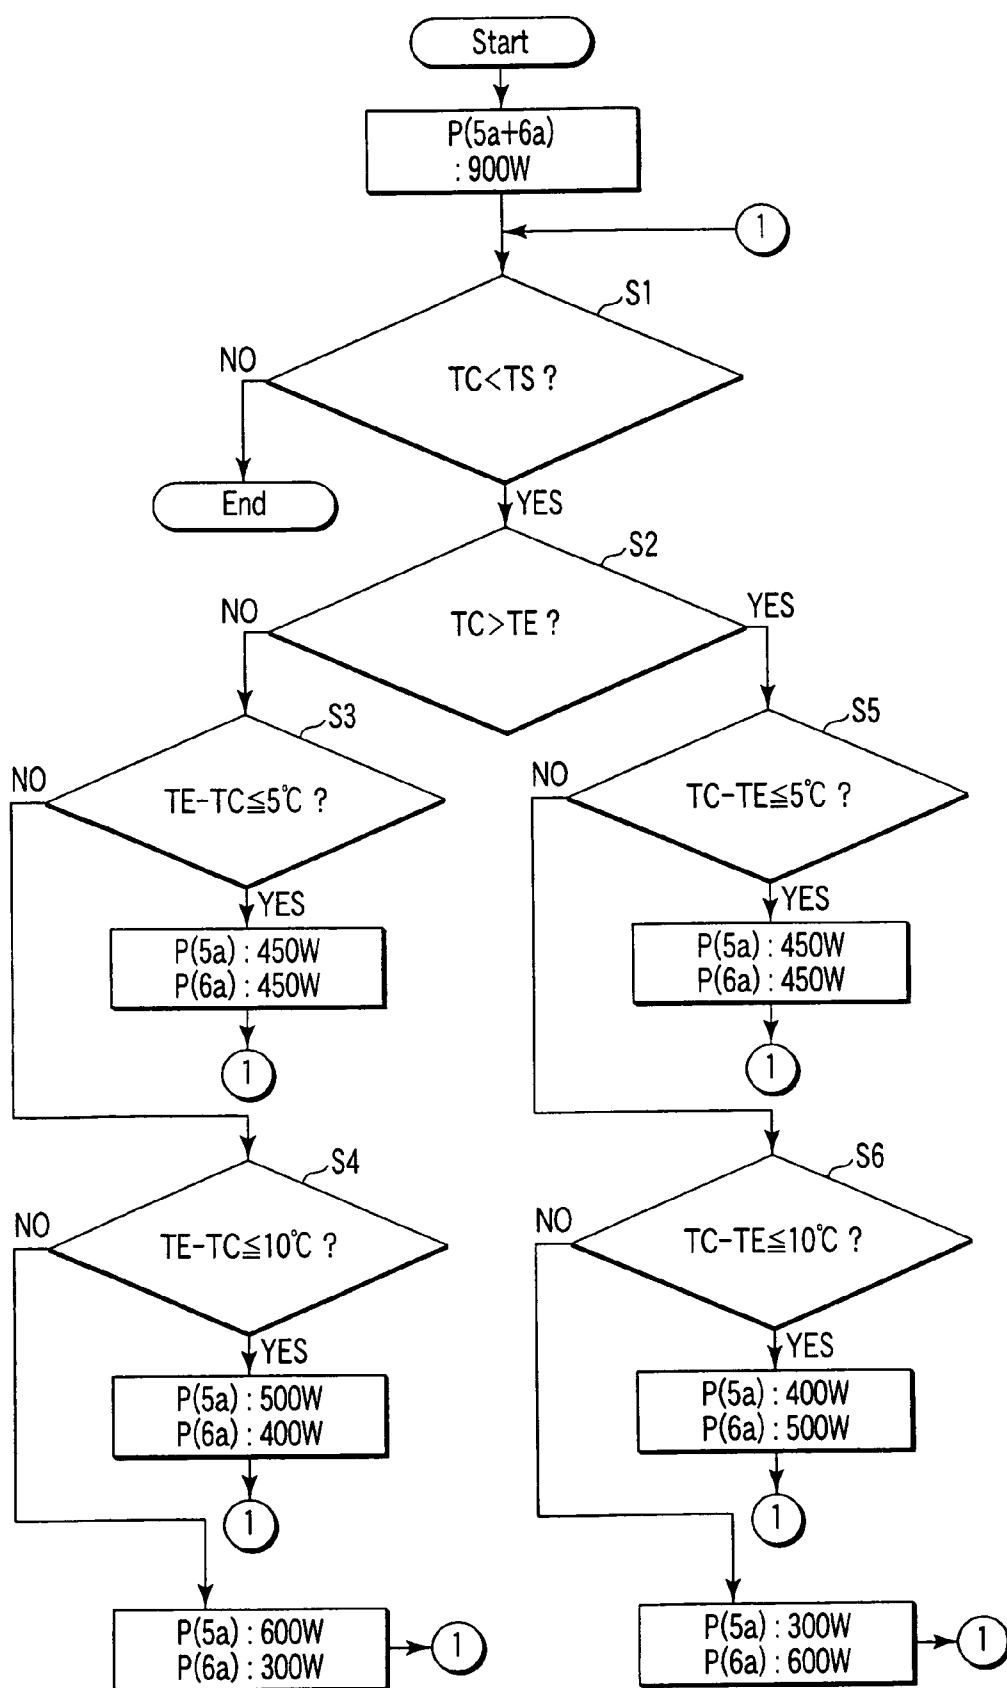 Start
P(5a+6a)
: 900W
1
S1
NO
TC<TS ?
End
YES
S2
NO
TC>TE ?
YES
S3
NO
TE-TC≦5℃ ?
YES
P(5a) : 450W
P(6a) : 450W
1
S5
NO
TC-TE≦5℃ ?
YES
P(5a) : 450W
P(6a) : 450W
1
S4
NO
TE-TC≦10℃ ?
YES
P(5a) : 500W
P(6a) : 400W
1
P(5a) : 600W
P(6a) : 300W
1
S6
NO
TC-TE≦10℃ ?
YES
P(5a) : 400W
P(6a) : 500W
1
P(5a) : 300W
P(6a) : 600W
1